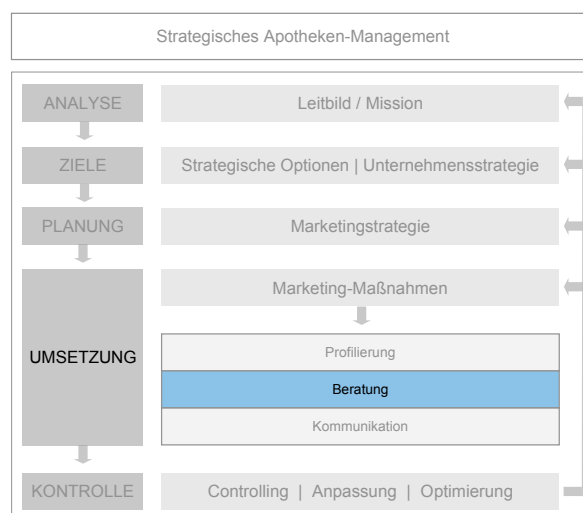 Strategisches Apotheken-Management
ANALYSE
Leitbild / Mission
ZIELE
Strategische Optionen | Unternehmensstrategie
PLANUNG
Marketingstrategie
UMSETZUNG
Marketing-Maßnahmen
Profilierung
Beratung
Kommunikation
KONTROLLE
Controlling | Anpassung | Optimierung